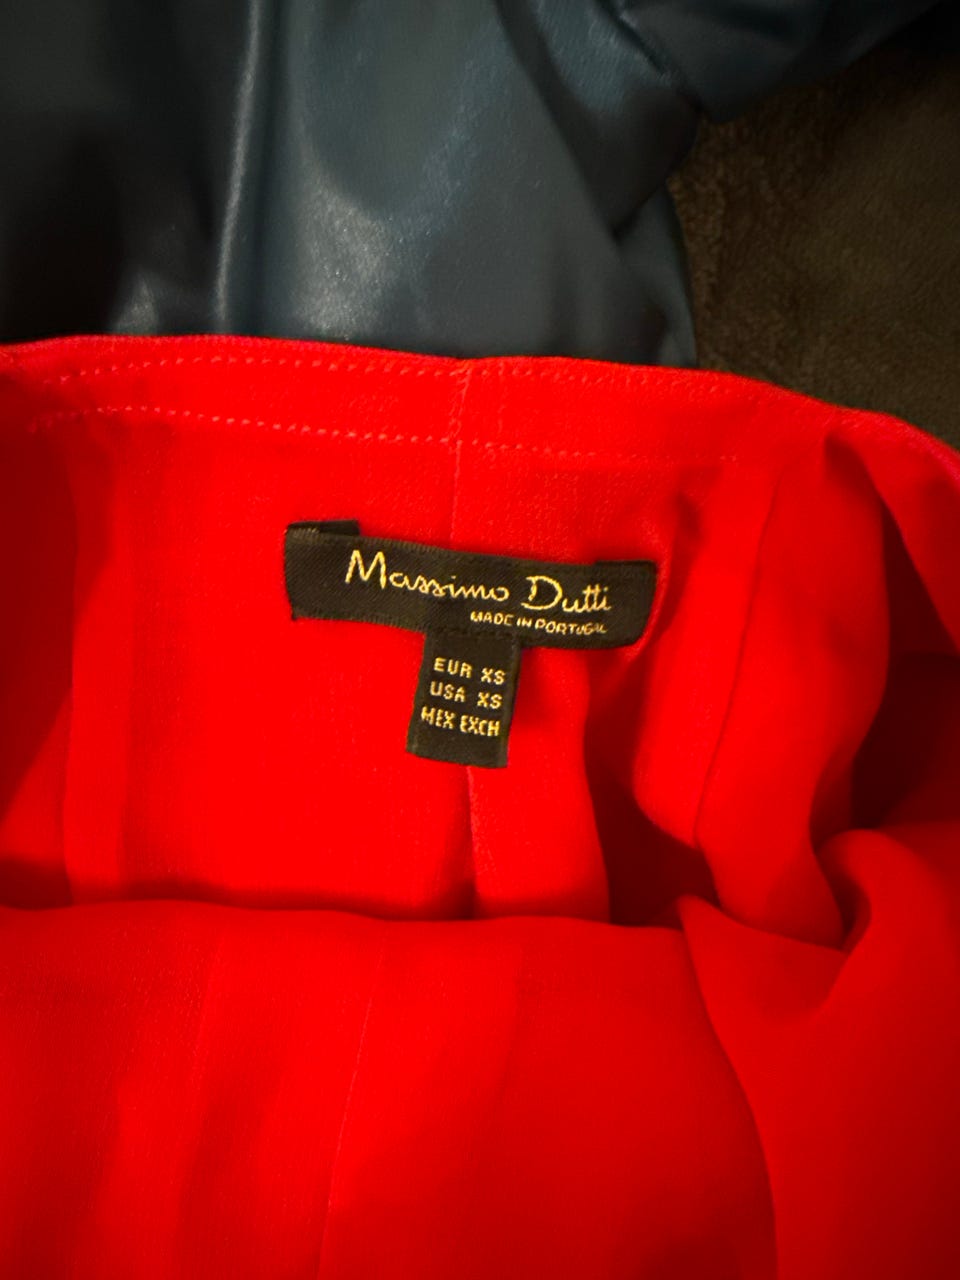 Massimo Dutti
MADE IN PORTUGAL
EUR XS
USA XS
MEX EXCH